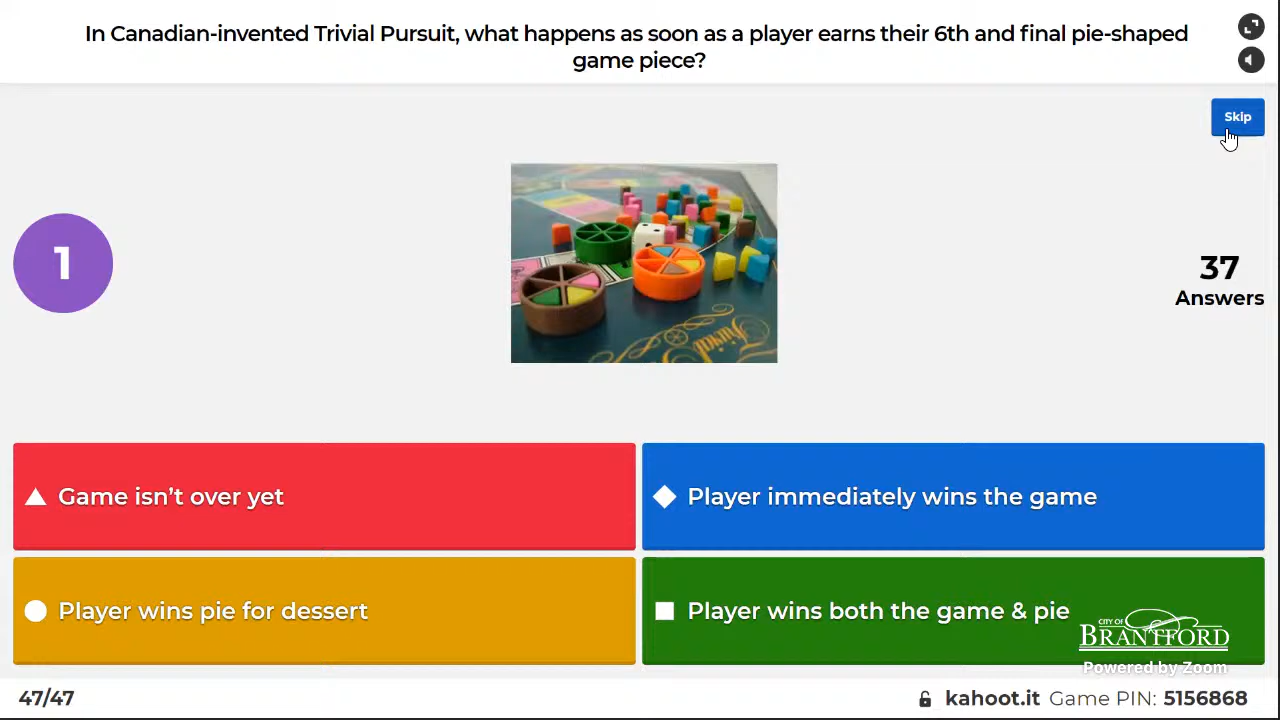 In Canadian-invented Trivial Pursuit, what happens as soon as a player earns their 6th and final pie-shaped
game piece?
Skip
1
37
Answers
Trivial
Game isn't over yet
Player immediately wins the game
Player wins pie for dessert
Player wins both the game & pie
CITY OF
BRANTFORD
Powered by Zoom
47/47
kahoot.it Game PIN: 5156868